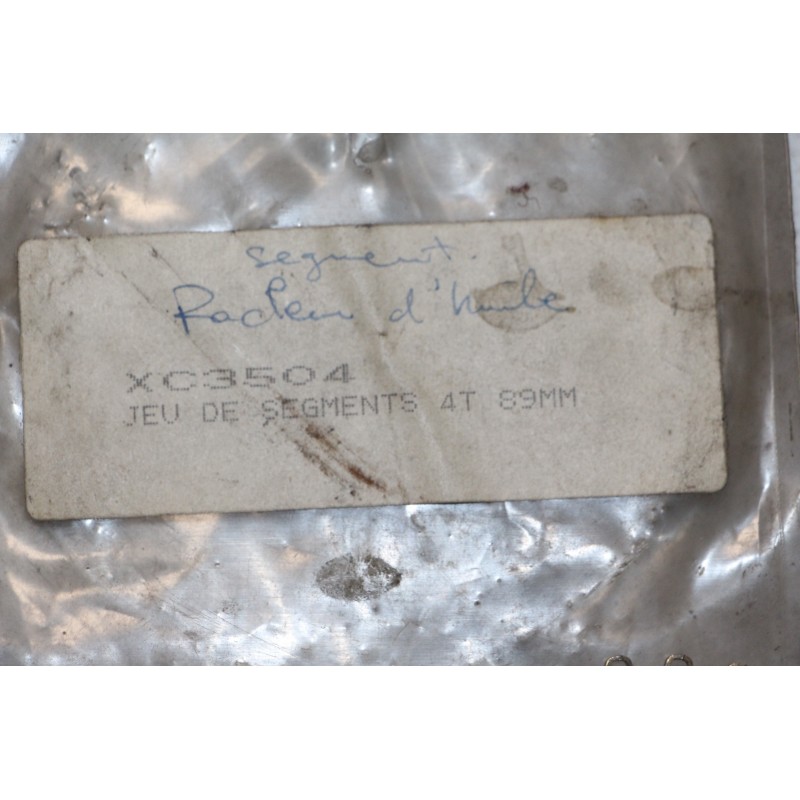 segment.
Racleur d'huile
XC3504
JEU DE SEGMENTS 4T 89MM